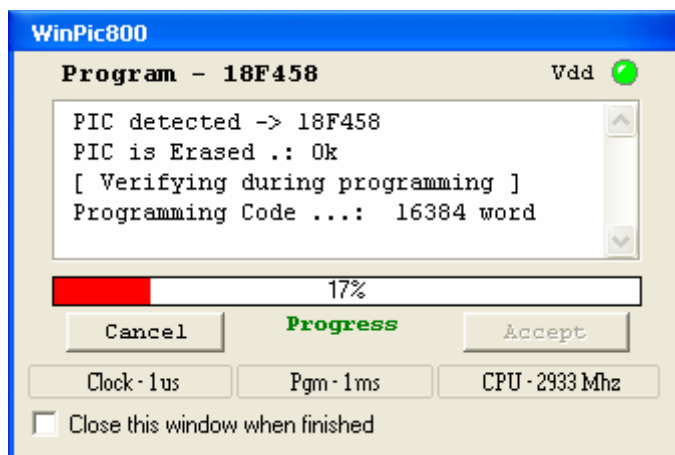 WinPic800
Program - 18F458 Vdd
PIC detected -> 18F458
PIC is Erased .: Ok
[ Verifying during programming ]
Programming Code ...: 16384 word
17%
Cancel Progress Accept
Clock - 1us Pgm - 1ms CPU - 2933 Mhz
Close this window when finished